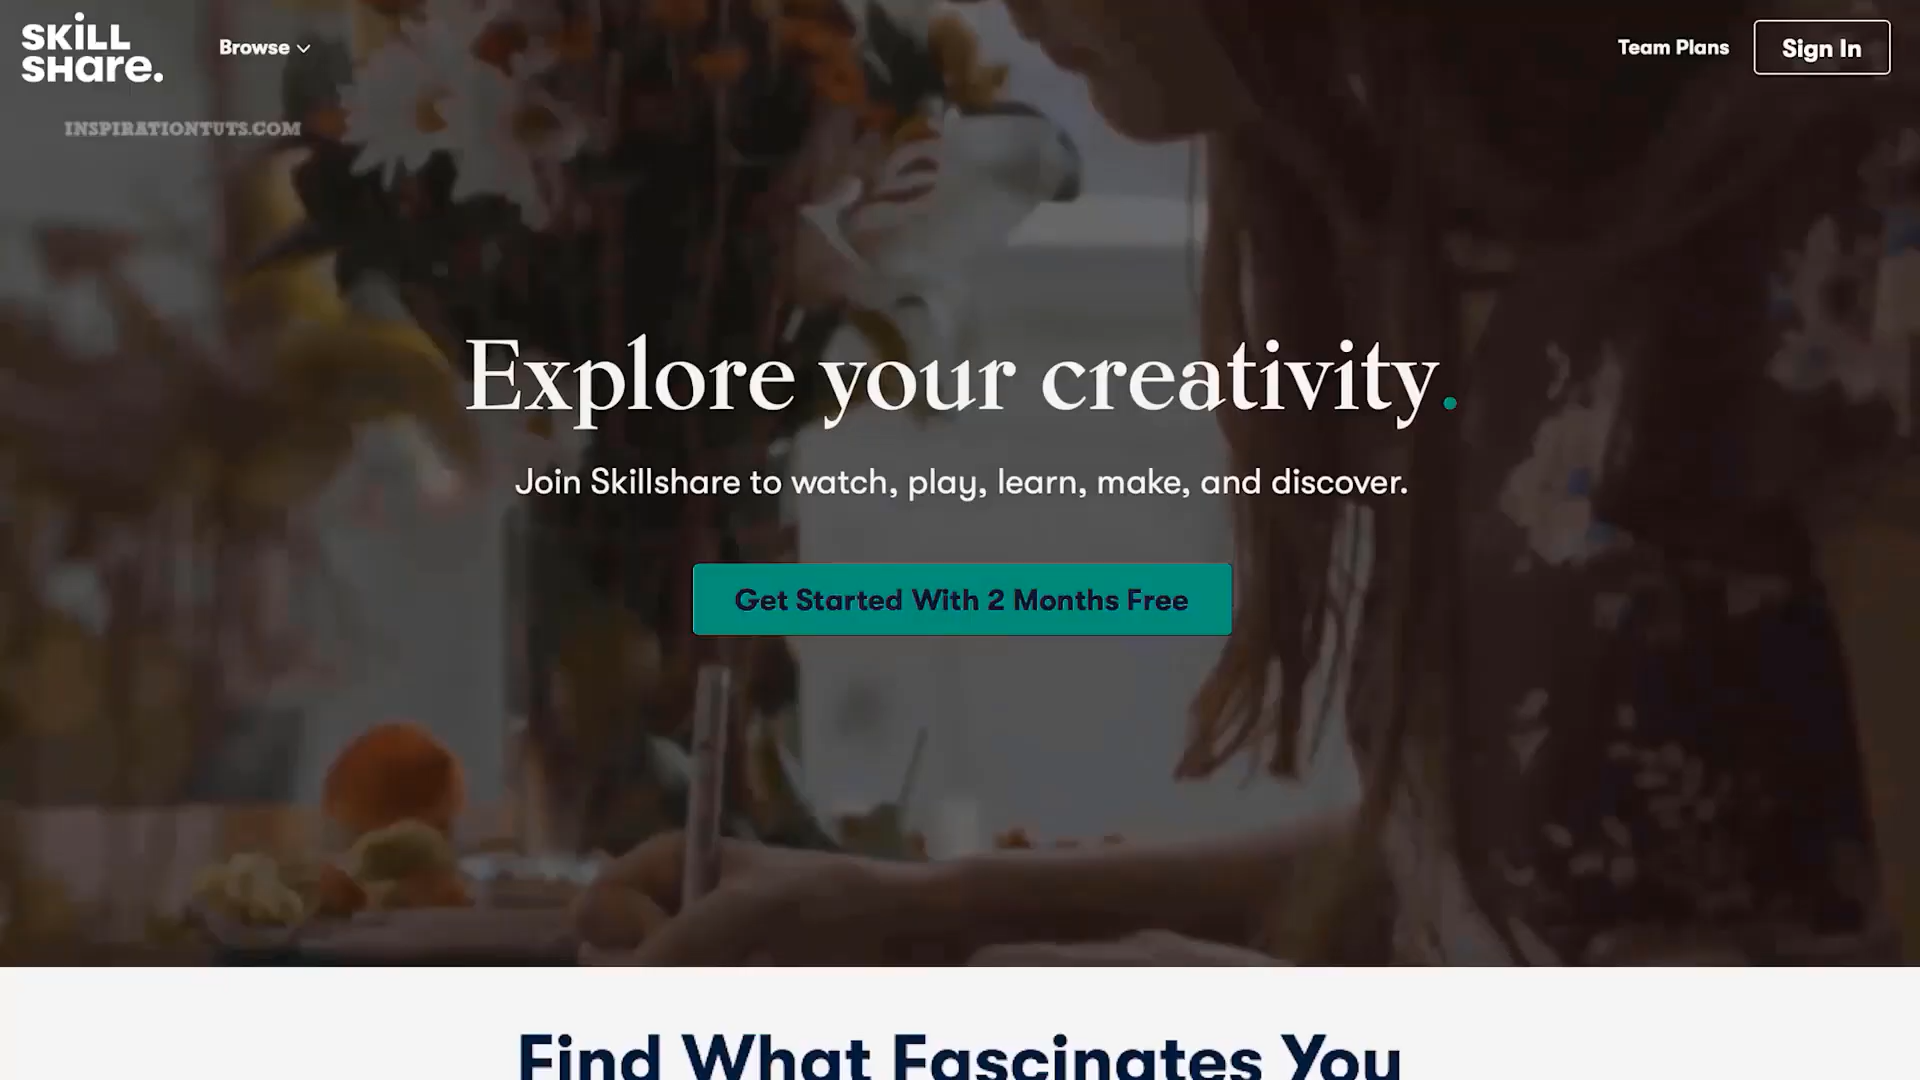 SKiLL
SHare.
Browse
Team Plans
Sign In
INSPIRATIONTUTS.COM
Explore your creativity.
Join Skillshare to watch, play, learn, make, and discover.
Get Started With 2 Months Free
Find What Fascinates You